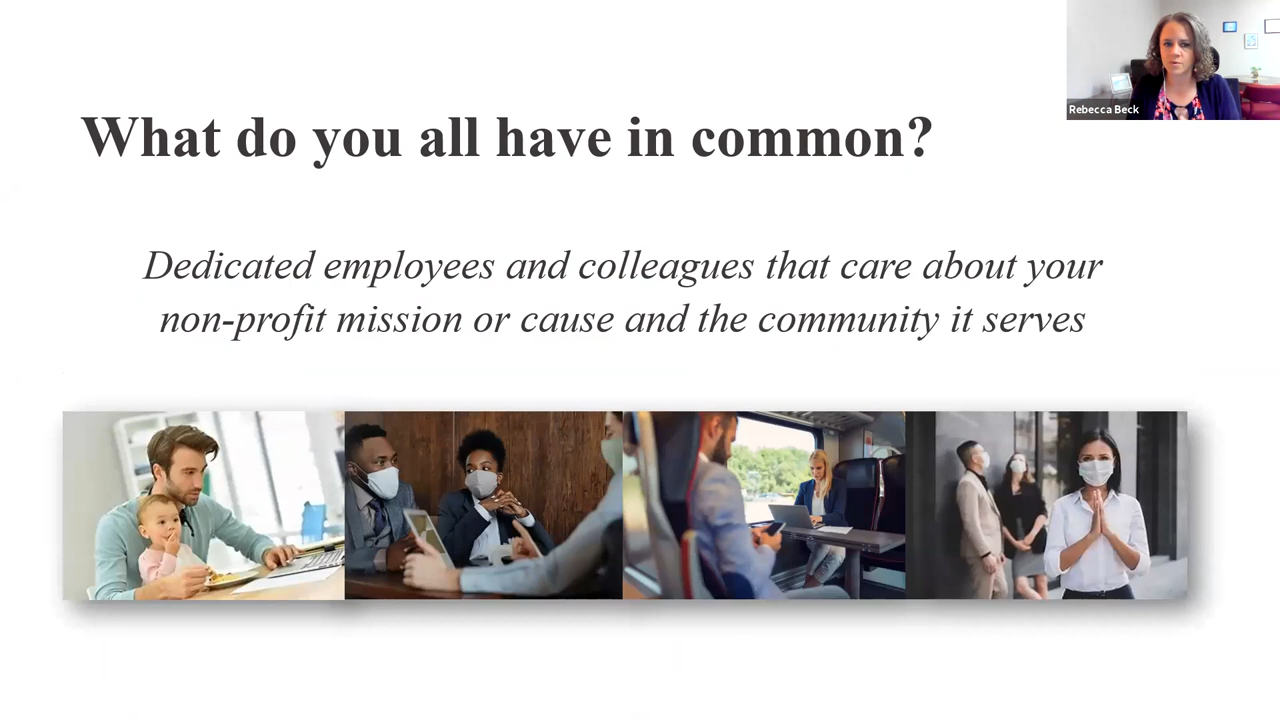 Rebecca Beck
What do you all have in common?
Dedicated employees and colleagues that care about your
non-profit mission or cause and the community it serves